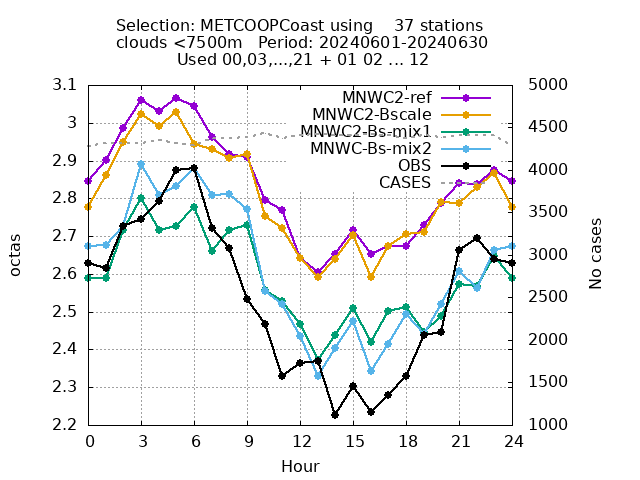 Selection: METCOOPCoast using    37 stations
clouds <7500m   Period: 20240601-20240630
Used 00,03,...,21 + 01 02 ... 12
3.1
3
2.9
2.8
2.7
2.6
2.5
2.4
2.3
2.2
octas
5000
4500
4000
3500
3000
2500
2000
1500
1000
No cases
MNWC2-ref
MNWC2-Bscale
MNWC2-Bs-mix1
MNWC-Bs-mix2
OBS
CASES
0 3 6 9 12 15 18 21 24
Hour